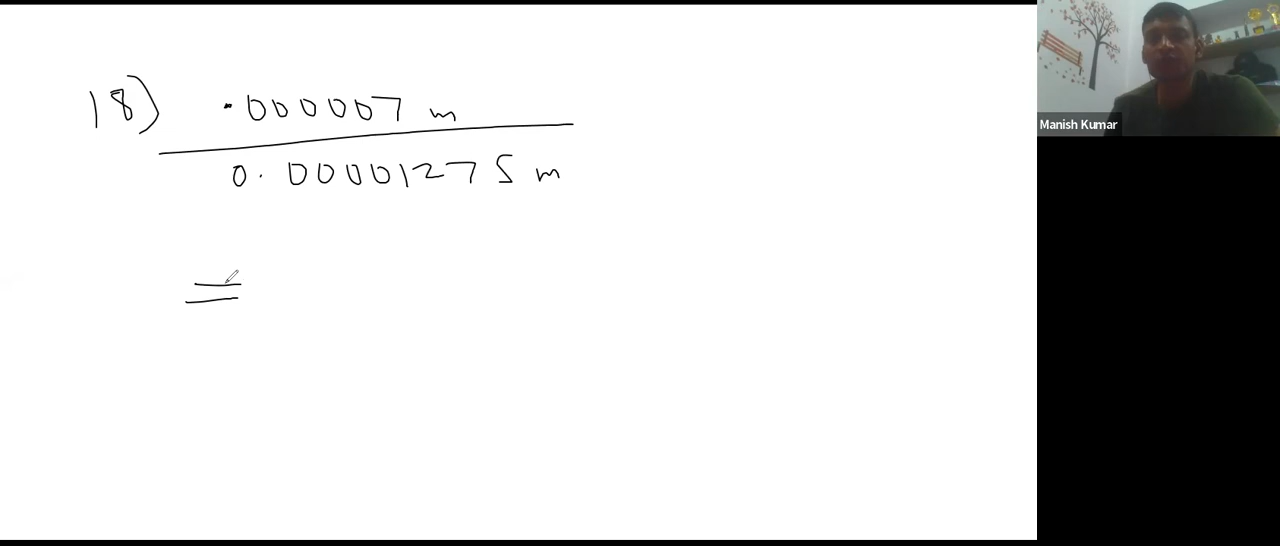 18) .000007 m
0.00001275 m
=
Manish Kumar